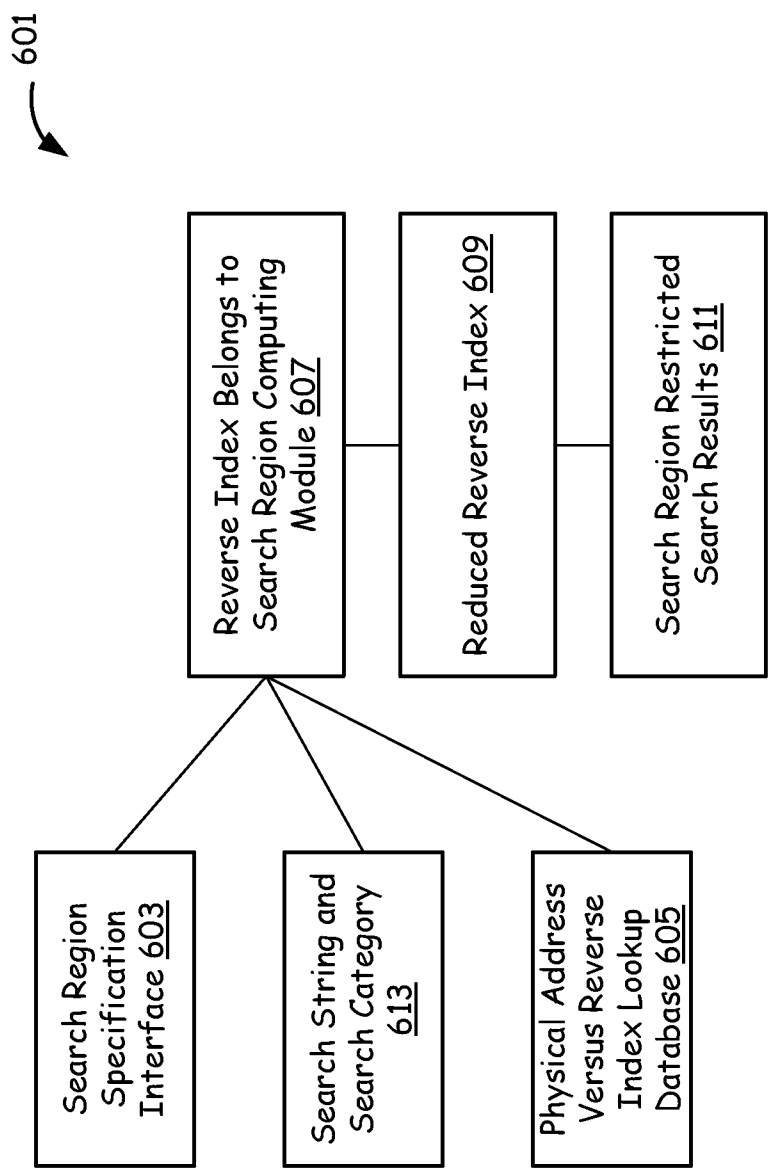 601
Search Region
Specification
Interface 603
Search String and
Search Category
613
Physical Address
Versus Reverse
Index Lookup
Database 605
Reverse Index Belongs to
Search Region Computing
Module 607
Reduced Reverse Index 609
Search Region Restricted
Search Results 611